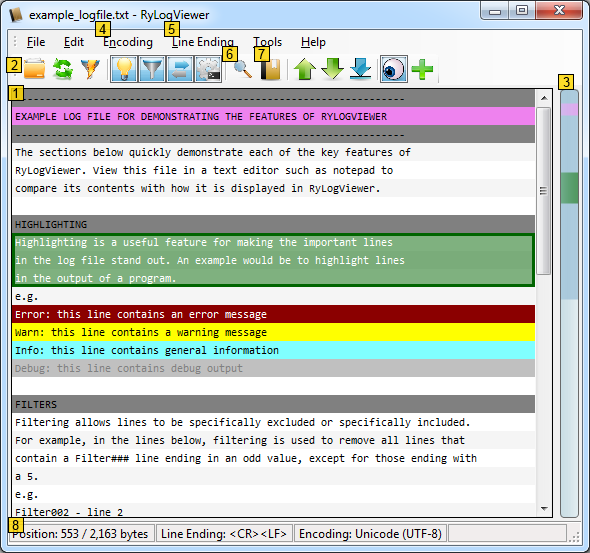 example_logfile.txt - RyLogViewer
4 5
File Edit Encoding Line Ending Tools Help
2 6 7
3
1
------------------------------------------------------------------
EXAMPLE LOG FILE FOR DEMONSTRATING THE FEATURES OF RYLOGVIEWER
------------------------------------------------------------------
The sections below quickly demonstrate each of the key features of
RyLogViewer. View this file in a text editor such as notepad to
compare its contents with how it is displayed in RyLogViewer.
HIGHLIGHTING
Highlighting is a useful feature for making the important lines
in the log file stand out. An example would be to highlight lines
in the output of a program.
e.g.
Error: this line contains an error message
Warn: this line contains a warning message
Info: this line contains general information
Debug: this line contains debug output
FILTERS
Filtering allows lines to be specifically excluded or specifically included.
For example, in the lines below, filtering is used to remove all lines that
contain a Filter### line ending in an odd value, except for those ending with
a 5.
e.g.
Filter002 - line 2
8
Position: 553 / 2,163 bytes Line Ending: <CR><LF> Encoding: Unicode (UTF-8)